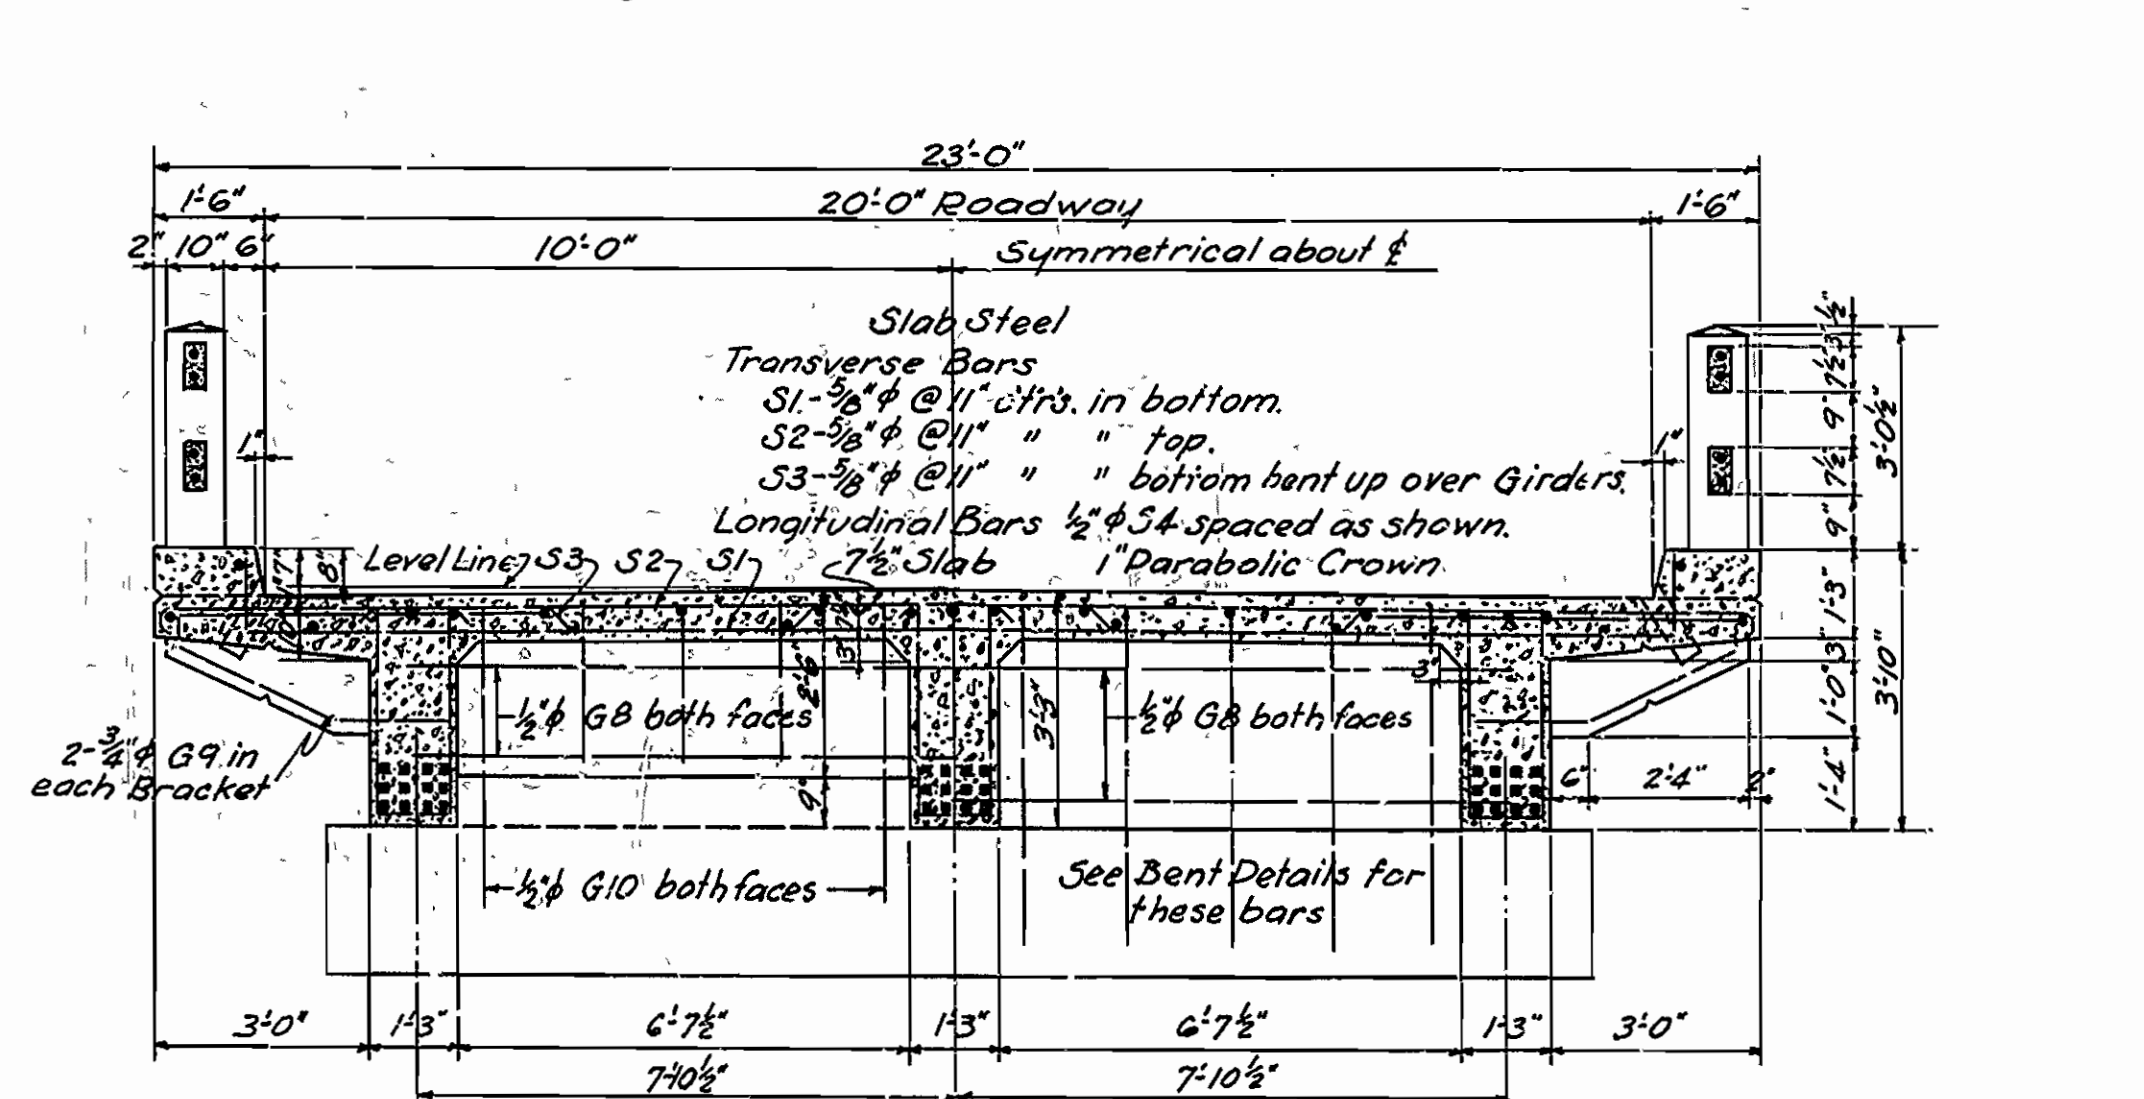 23'-0"
1'-6" 20'-0" Roadway 1'-6"
2" 10" 6" 10'-0" Symmetrical about ℄
Slab Steel
Transverse Bars
S1.-5/8"ϕ @ 11" ctrs. in bottom.
S2-5/8"ϕ @ 11" " " top.
S3-5/8"ϕ @ 11" " " bottom bent up over Girders.
Longitudinal Bars 1/2"ϕ S4 spaced as shown.
Level Line S3 S2 S1 7 1/2" Slab 1" Parabolic Crown
1"
1"
8"
3"
2'-6"
9"
3'-3"
3"
1/2"ϕ G8 both faces
1/2"ϕ G8 both faces
2-3/4"ϕ G9 in
each Bracket
1/2"ϕ G10 both faces
See Bent Details for
these bars
6" 2'-4" 2"
1/2"
3"
7 1/2"
9"
7 1/2"
9"
3'-0 1/2"
1'-3"
3"
1'-0"
1'-4"
3'-10"
3'-0" 1'-3" 6'-7 1/2" 1'-3" 6'-7 1/2" 1'-3" 3'-0"
7'-10 1/2" 7'-10 1/2"